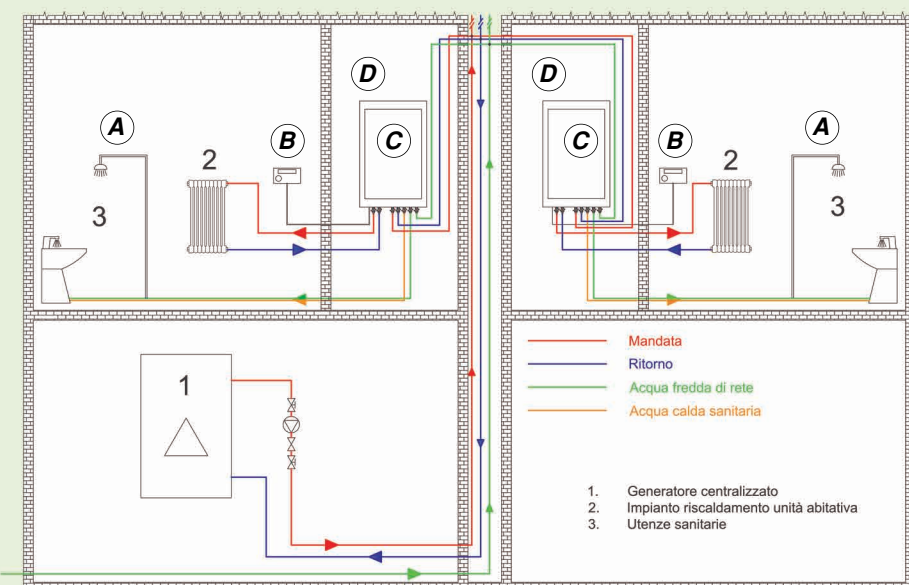 D D
A A
B C C B
2 2
3 3
1
Mandata
Ritorno
Acqua fredda di rete
Acqua calda sanitaria
1. Generatore centralizzato
2. Impianto riscaldamento unità abitativa
3. Utenze sanitarie